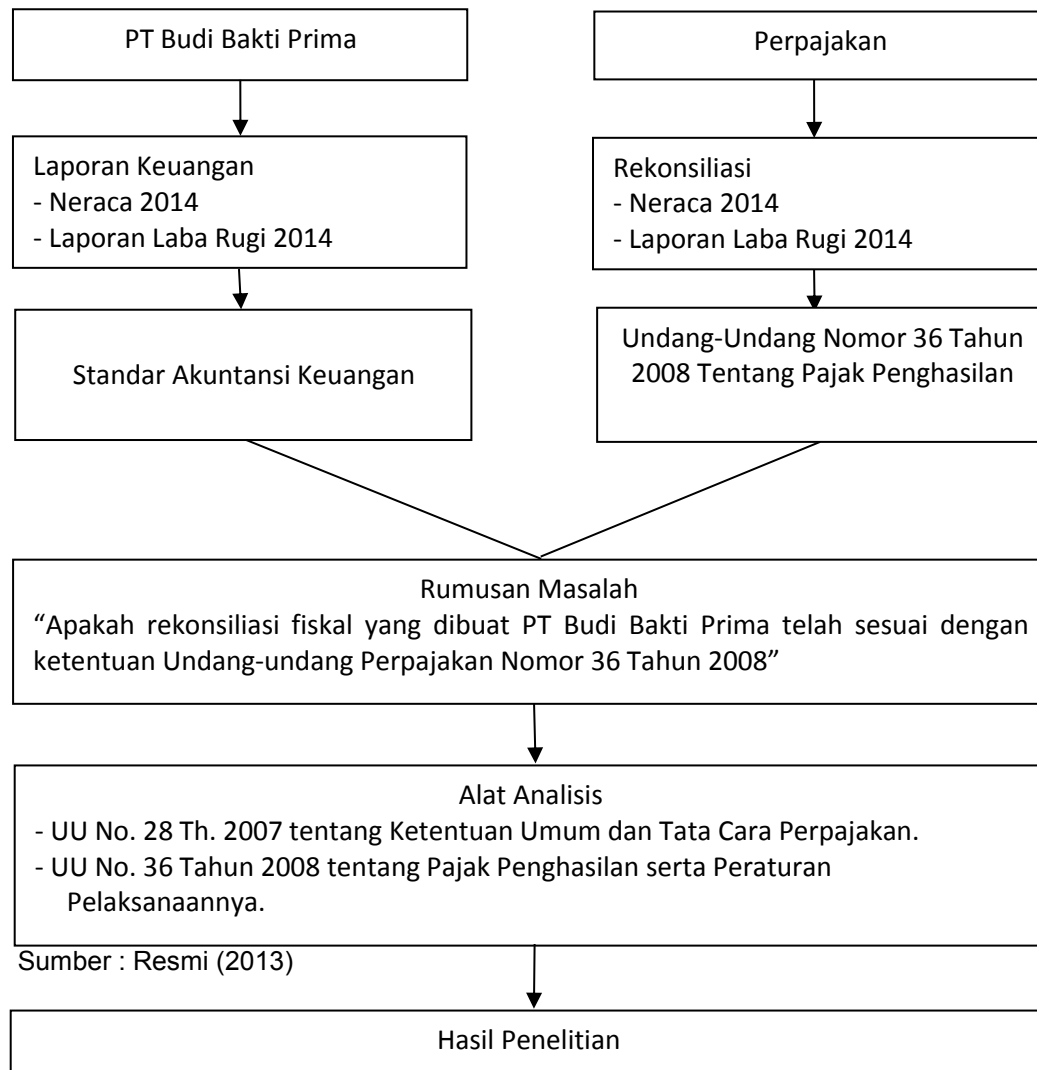 PT Budi Bakti Prima
Perpajakan
Laporan Keuangan
- Neraca 2014
- Laporan Laba Rugi 2014
Rekonsiliasi
- Neraca 2014
- Laporan Laba Rugi 2014
Standar Akuntansi Keuangan
Undang-Undang Nomor 36 Tahun
2008 Tentang Pajak Penghasilan
Rumusan Masalah
“Apakah rekonsiliasi fiskal yang dibuat PT Budi Bakti Prima telah sesuai dengan
ketentuan Undang-undang Perpajakan Nomor 36 Tahun 2008”
Alat Analisis
- UU No. 28 Th. 2007 tentang Ketentuan Umum dan Tata Cara Perpajakan.
- UU No. 36 Tahun 2008 tentang Pajak Penghasilan serta Peraturan
Pelaksanaannya.
Sumber : Resmi (2013)
Hasil Penelitian